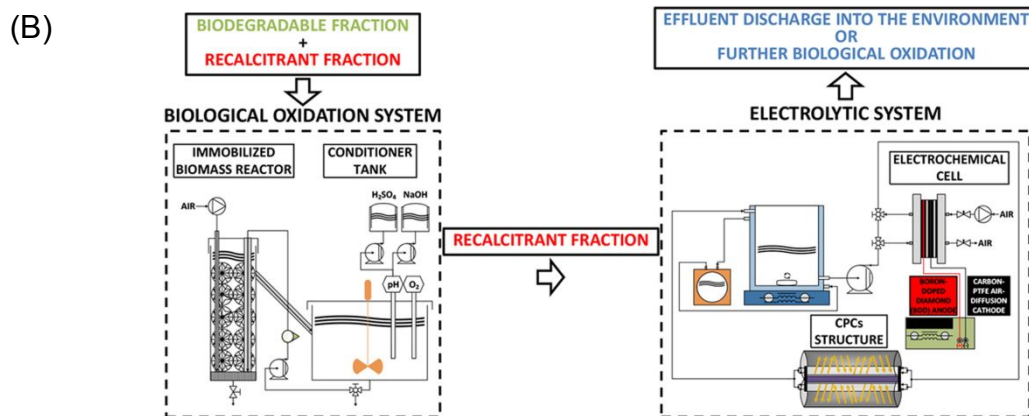 (B)
BIODEGRADABLE FRACTION
+
RECALCITRANT FRACTION
EFFLUENT DISCHARGE INTO THE ENVIRONMENT
OR
FURTHER BIOLOGICAL OXIDATION
BIOLOGICAL OXIDATION SYSTEM
IMMOBILIZED
BIOMASS REACTOR
CONDITIONER
TANK
H₂SO₄ NaOH
AIR
pH O₂
RECALCITRANT FRACTION
ELECTROLYTIC SYSTEM
ELECTROCHEMICAL
CELL
AIR
AIR
BORON-
DOPED
DIAMOND
(BDD) ANODE
CARBON-
PTFE AIR-
DIFFUSION
CATHODE
CPCs
STRUCTURE